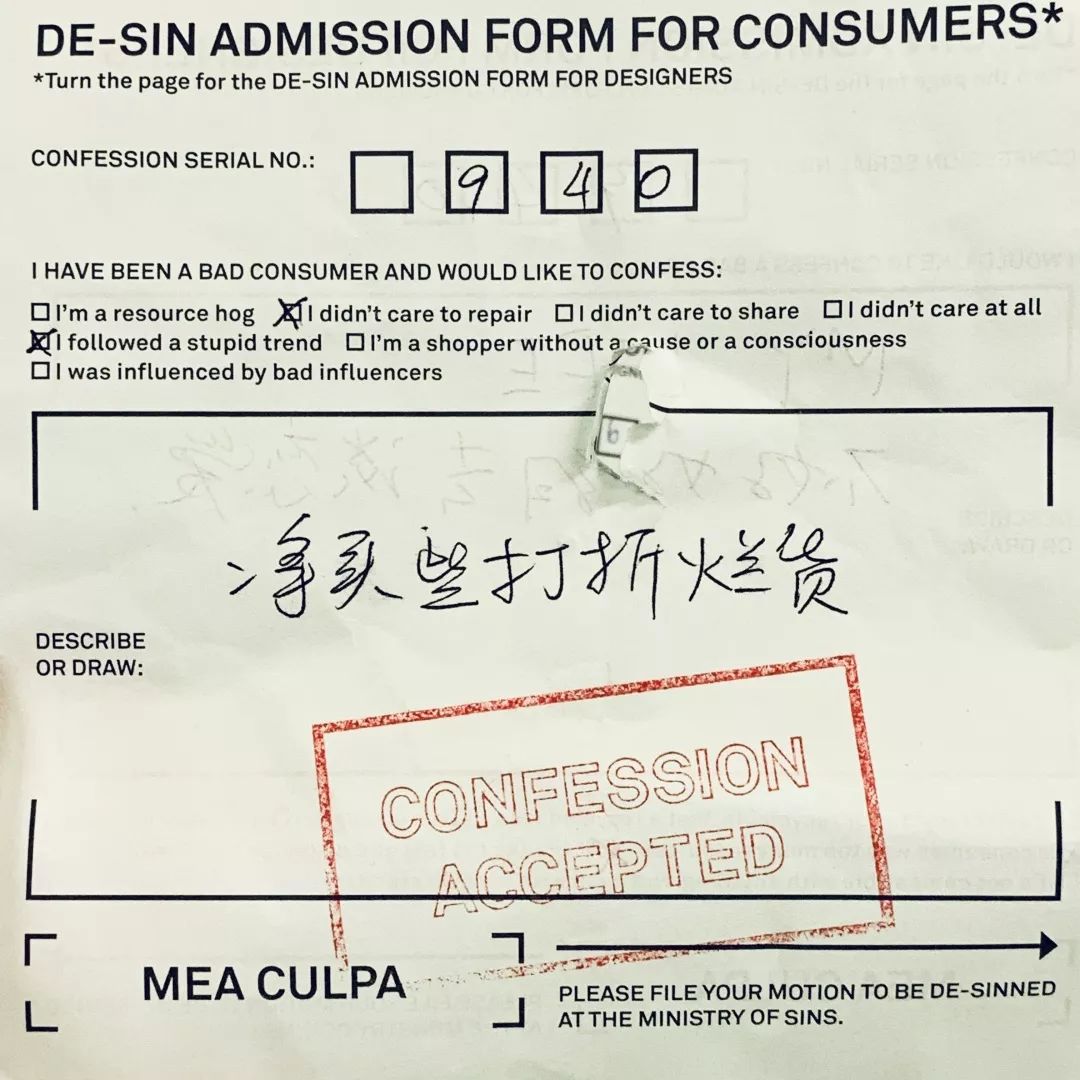 DE-SIN ADMISSION FORM FOR CONSUMERS*
*Turn the page for the DE-SIN ADMISSION FORM FOR DESIGNERS
CONFESSION SERIAL NO.: 9 4 0
I HAVE BEEN A BAD CONSUMER AND WOULD LIKE TO CONFESS:
I'm a resource hog I didn't care to repair I didn't care to share I didn't care at all
I followed a stupid trend I'm a shopper without a cause or a consciousness
I was influenced by bad influencers
净买些打折烂货
DESCRIBE
OR DRAW:
CONFESSION
ACCEPTED
MEA CULPA
PLEASE FILE YOUR MOTION TO BE DE-SINNED
AT THE MINISTRY OF SINS.